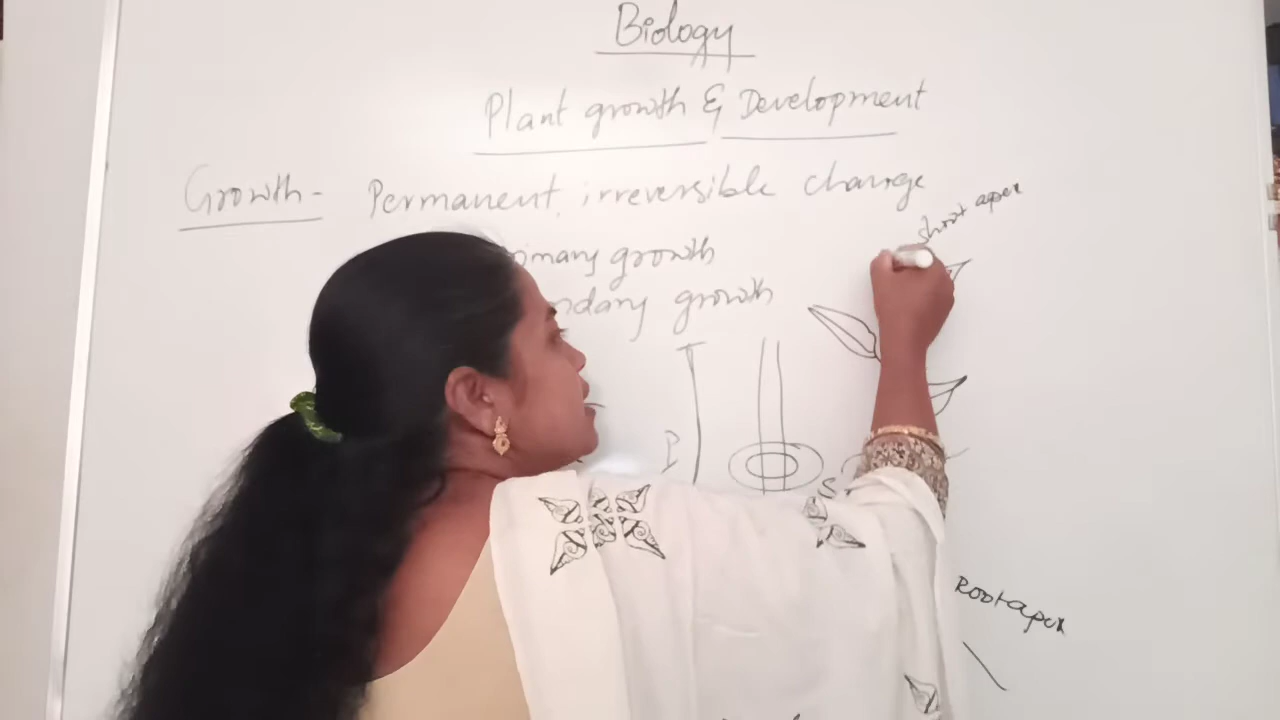 Biology
Plant growth & Development
Growth - Permanent, irreversible change
shoot apex
growth
growth
P
S
Root apex